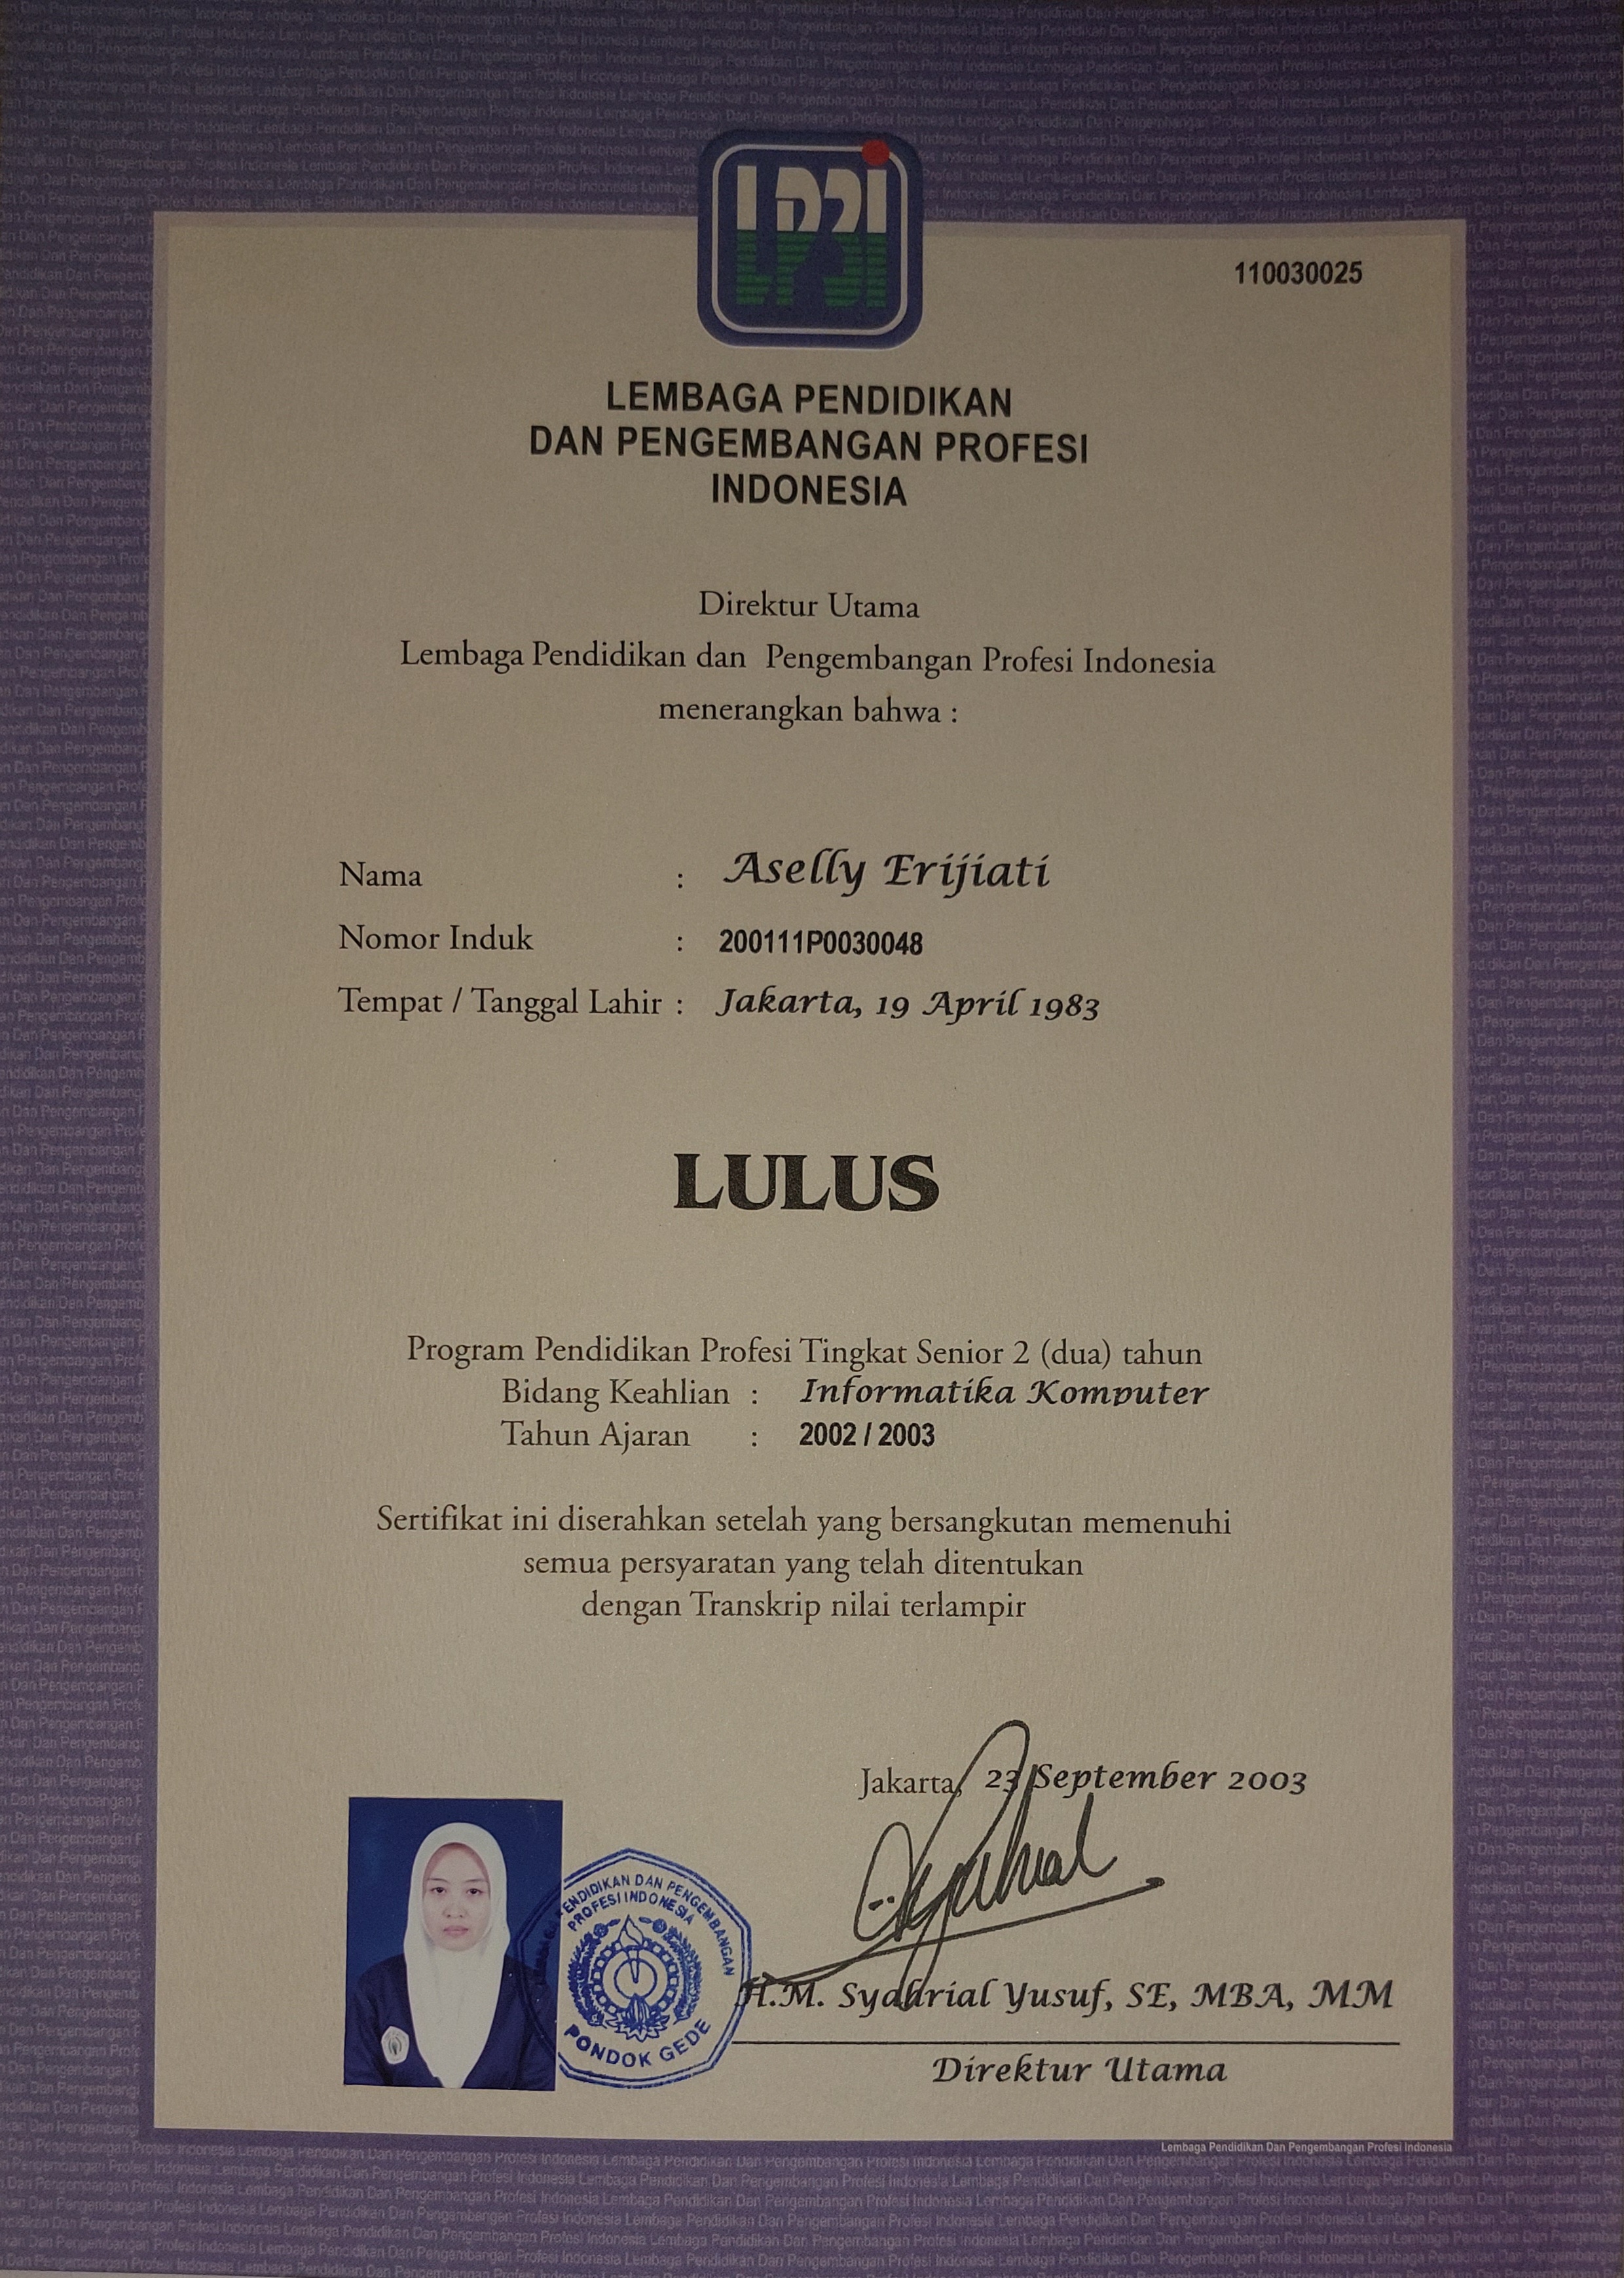 LPPI
110030025
LEMBAGA PENDIDIKAN
DAN PENGEMBANGAN PROFESI
INDONESIA
Direktur Utama
Lembaga Pendidikan dan Pengembangan Profesi Indonesia
menerangkan bahwa :
Nama : Aselly Erijiati
Nomor Induk : 200111P0030048
Tempat / Tanggal Lahir : Jakarta, 19 April 1983
LULUS
Program Pendidikan Profesi Tingkat Senior 2 (dua) tahun
Bidang Keahlian : Informatika Komputer
Tahun Ajaran : 2002 / 2003
Sertifikat ini diserahkan setelah yang bersangkutan memenuhi
semua persyaratan yang telah ditentukan
dengan Transkrip nilai terlampir
Jakarta, 23 September 2003
PENDIDIKAN DAN PENGEMBANGAN
PROFESI INDONESIA
PONDOK GEDE
H.M. Syahrial Yusuf, SE, MBA, MM
Direktur Utama
Lembaga Pendidikan Dan Pengembangan Profesi Indonesia